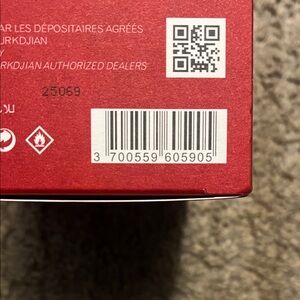 AR LES DÉPOSITAIRES AGRÉÉS
URKDJIAN
Y
RKDJIAN AUTHORIZED DEALERS
25069
3 700559 605905